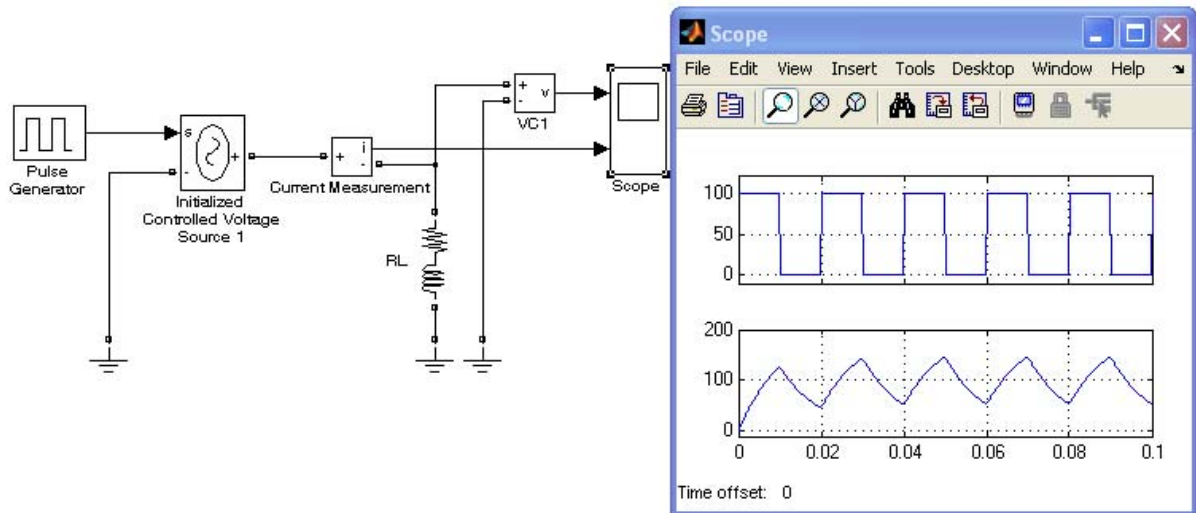 Pulse
Generator
s
-
+
Initialized
Controlled Voltage
Source 1
+
i
-
Current Measurement
+
-
v
VC1
RL
Scope
Scope
File Edit View Insert Tools Desktop Window Help
100
50
0
200
100
0
0 0.02 0.04 0.06 0.08 0.1
Time offset: 0